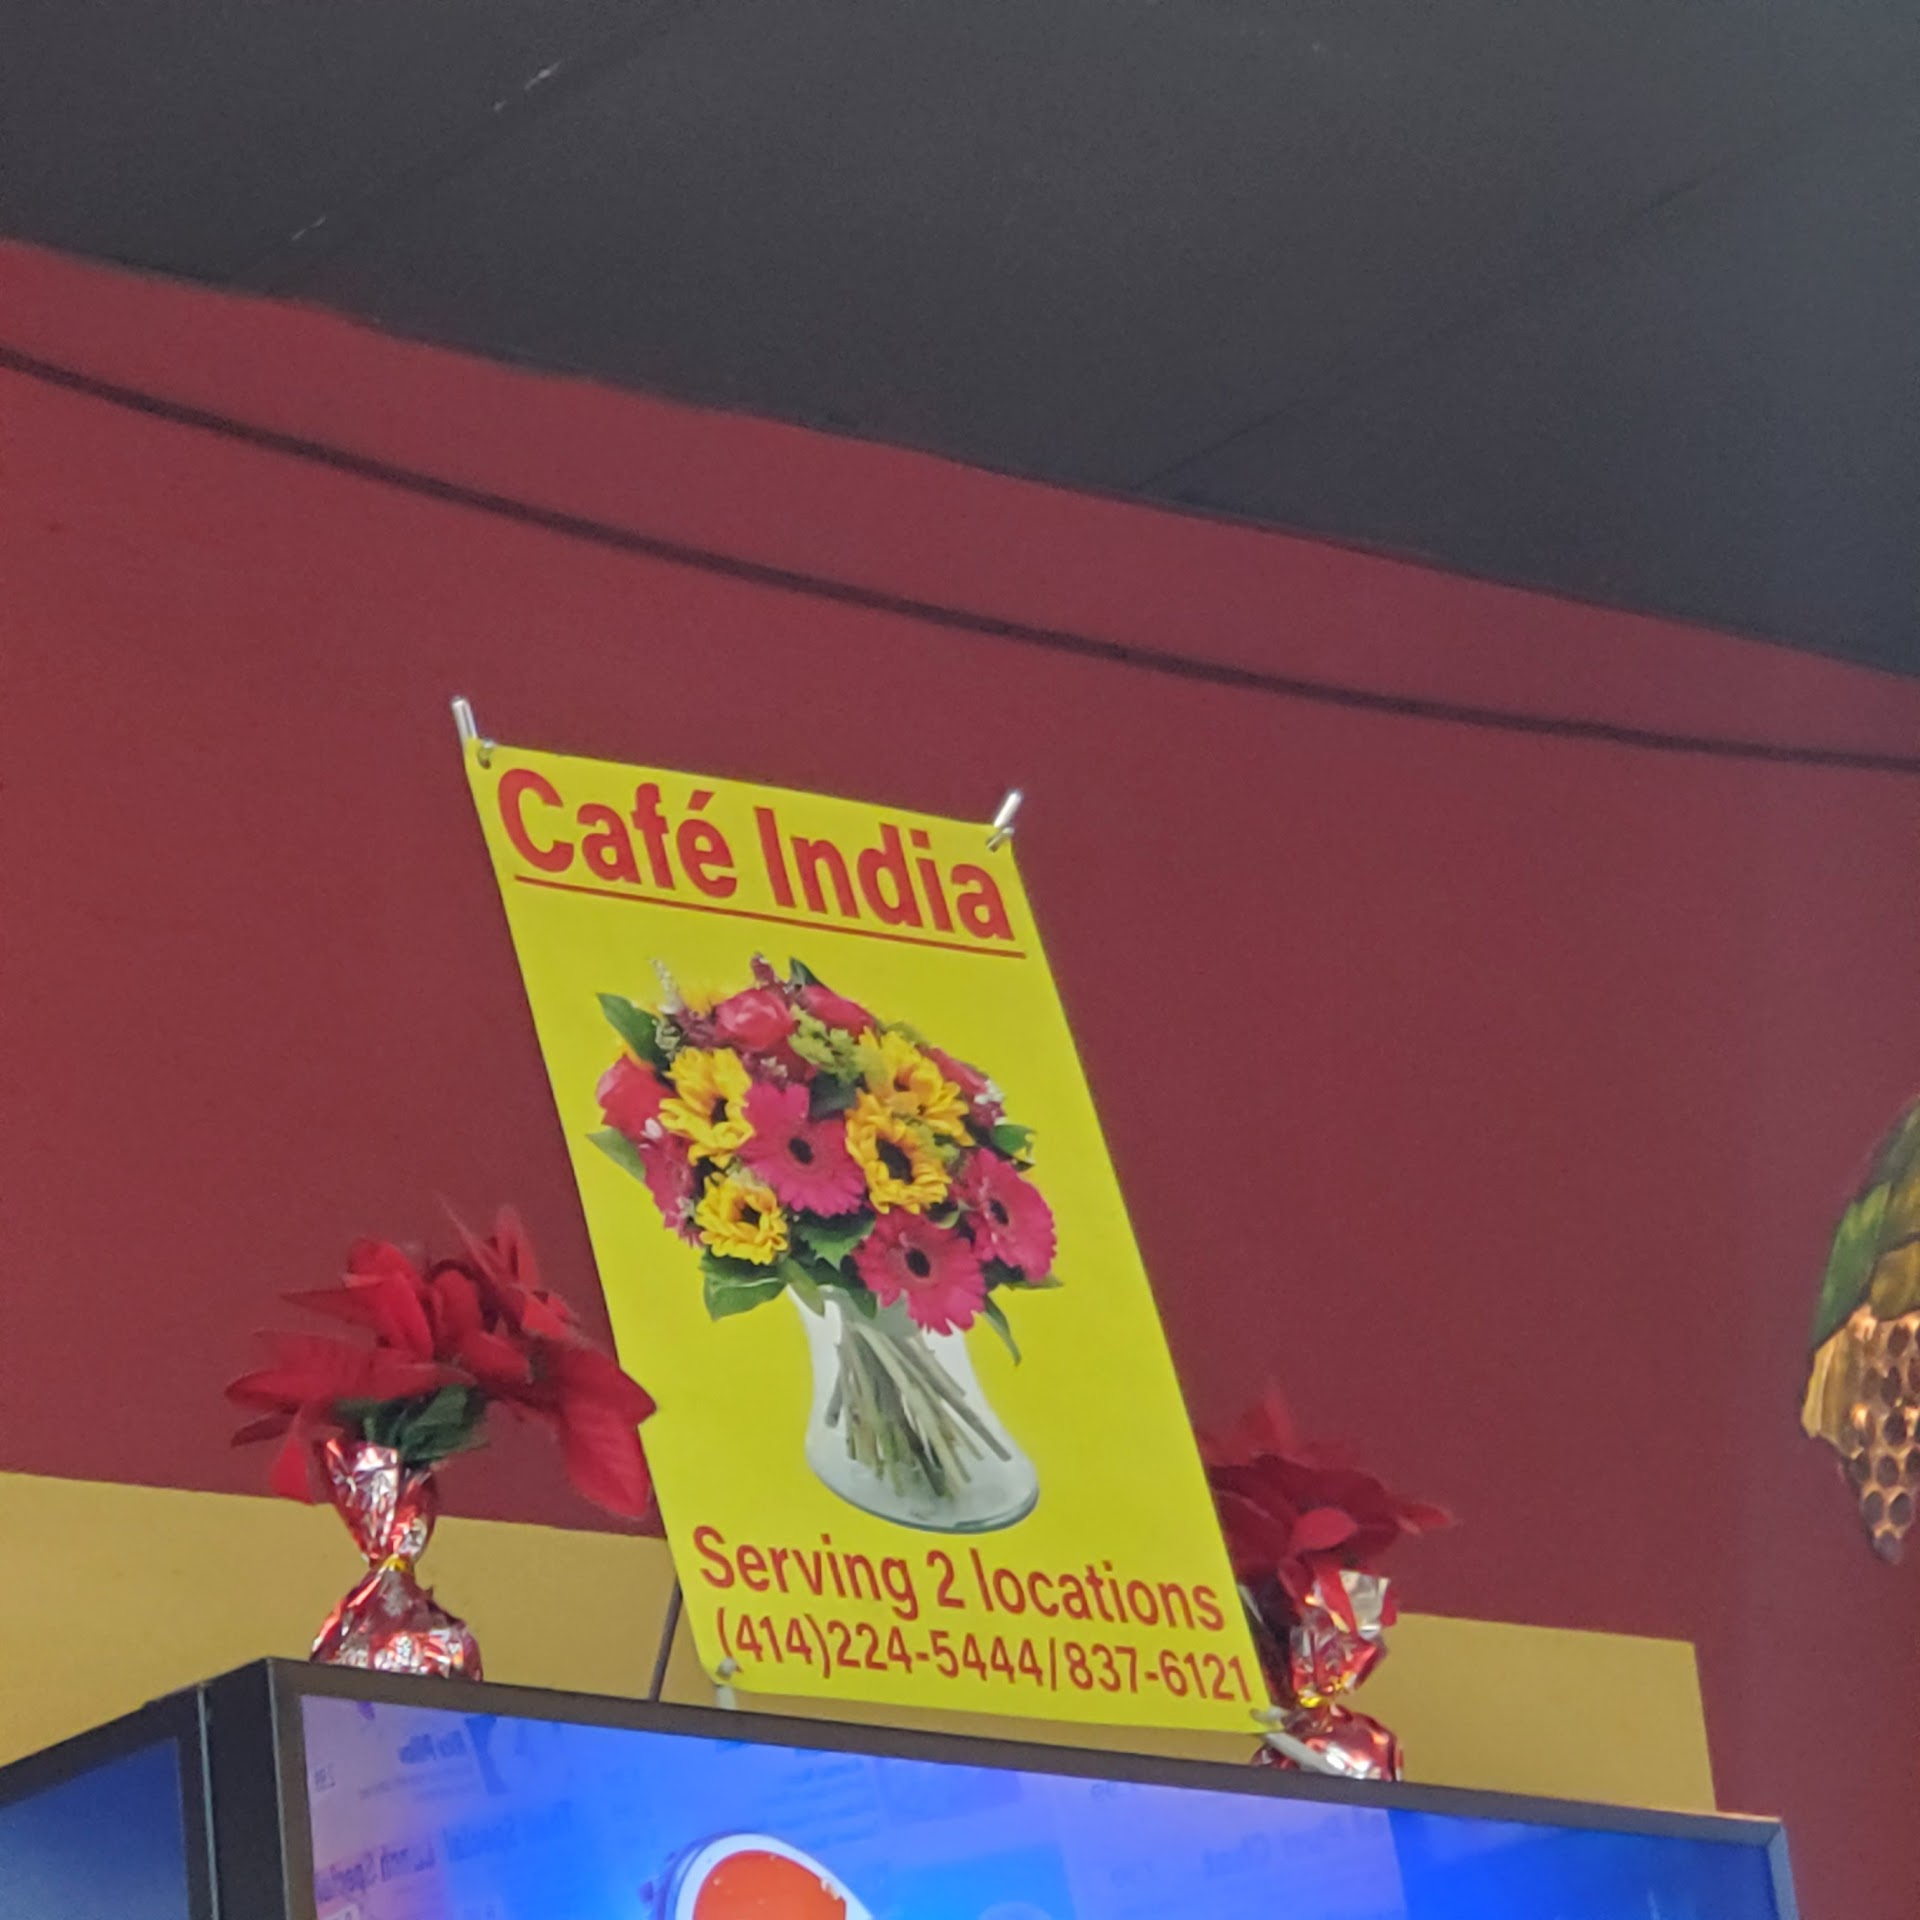 Café India
Serving 2 locations
(414)224-5444/837-6121